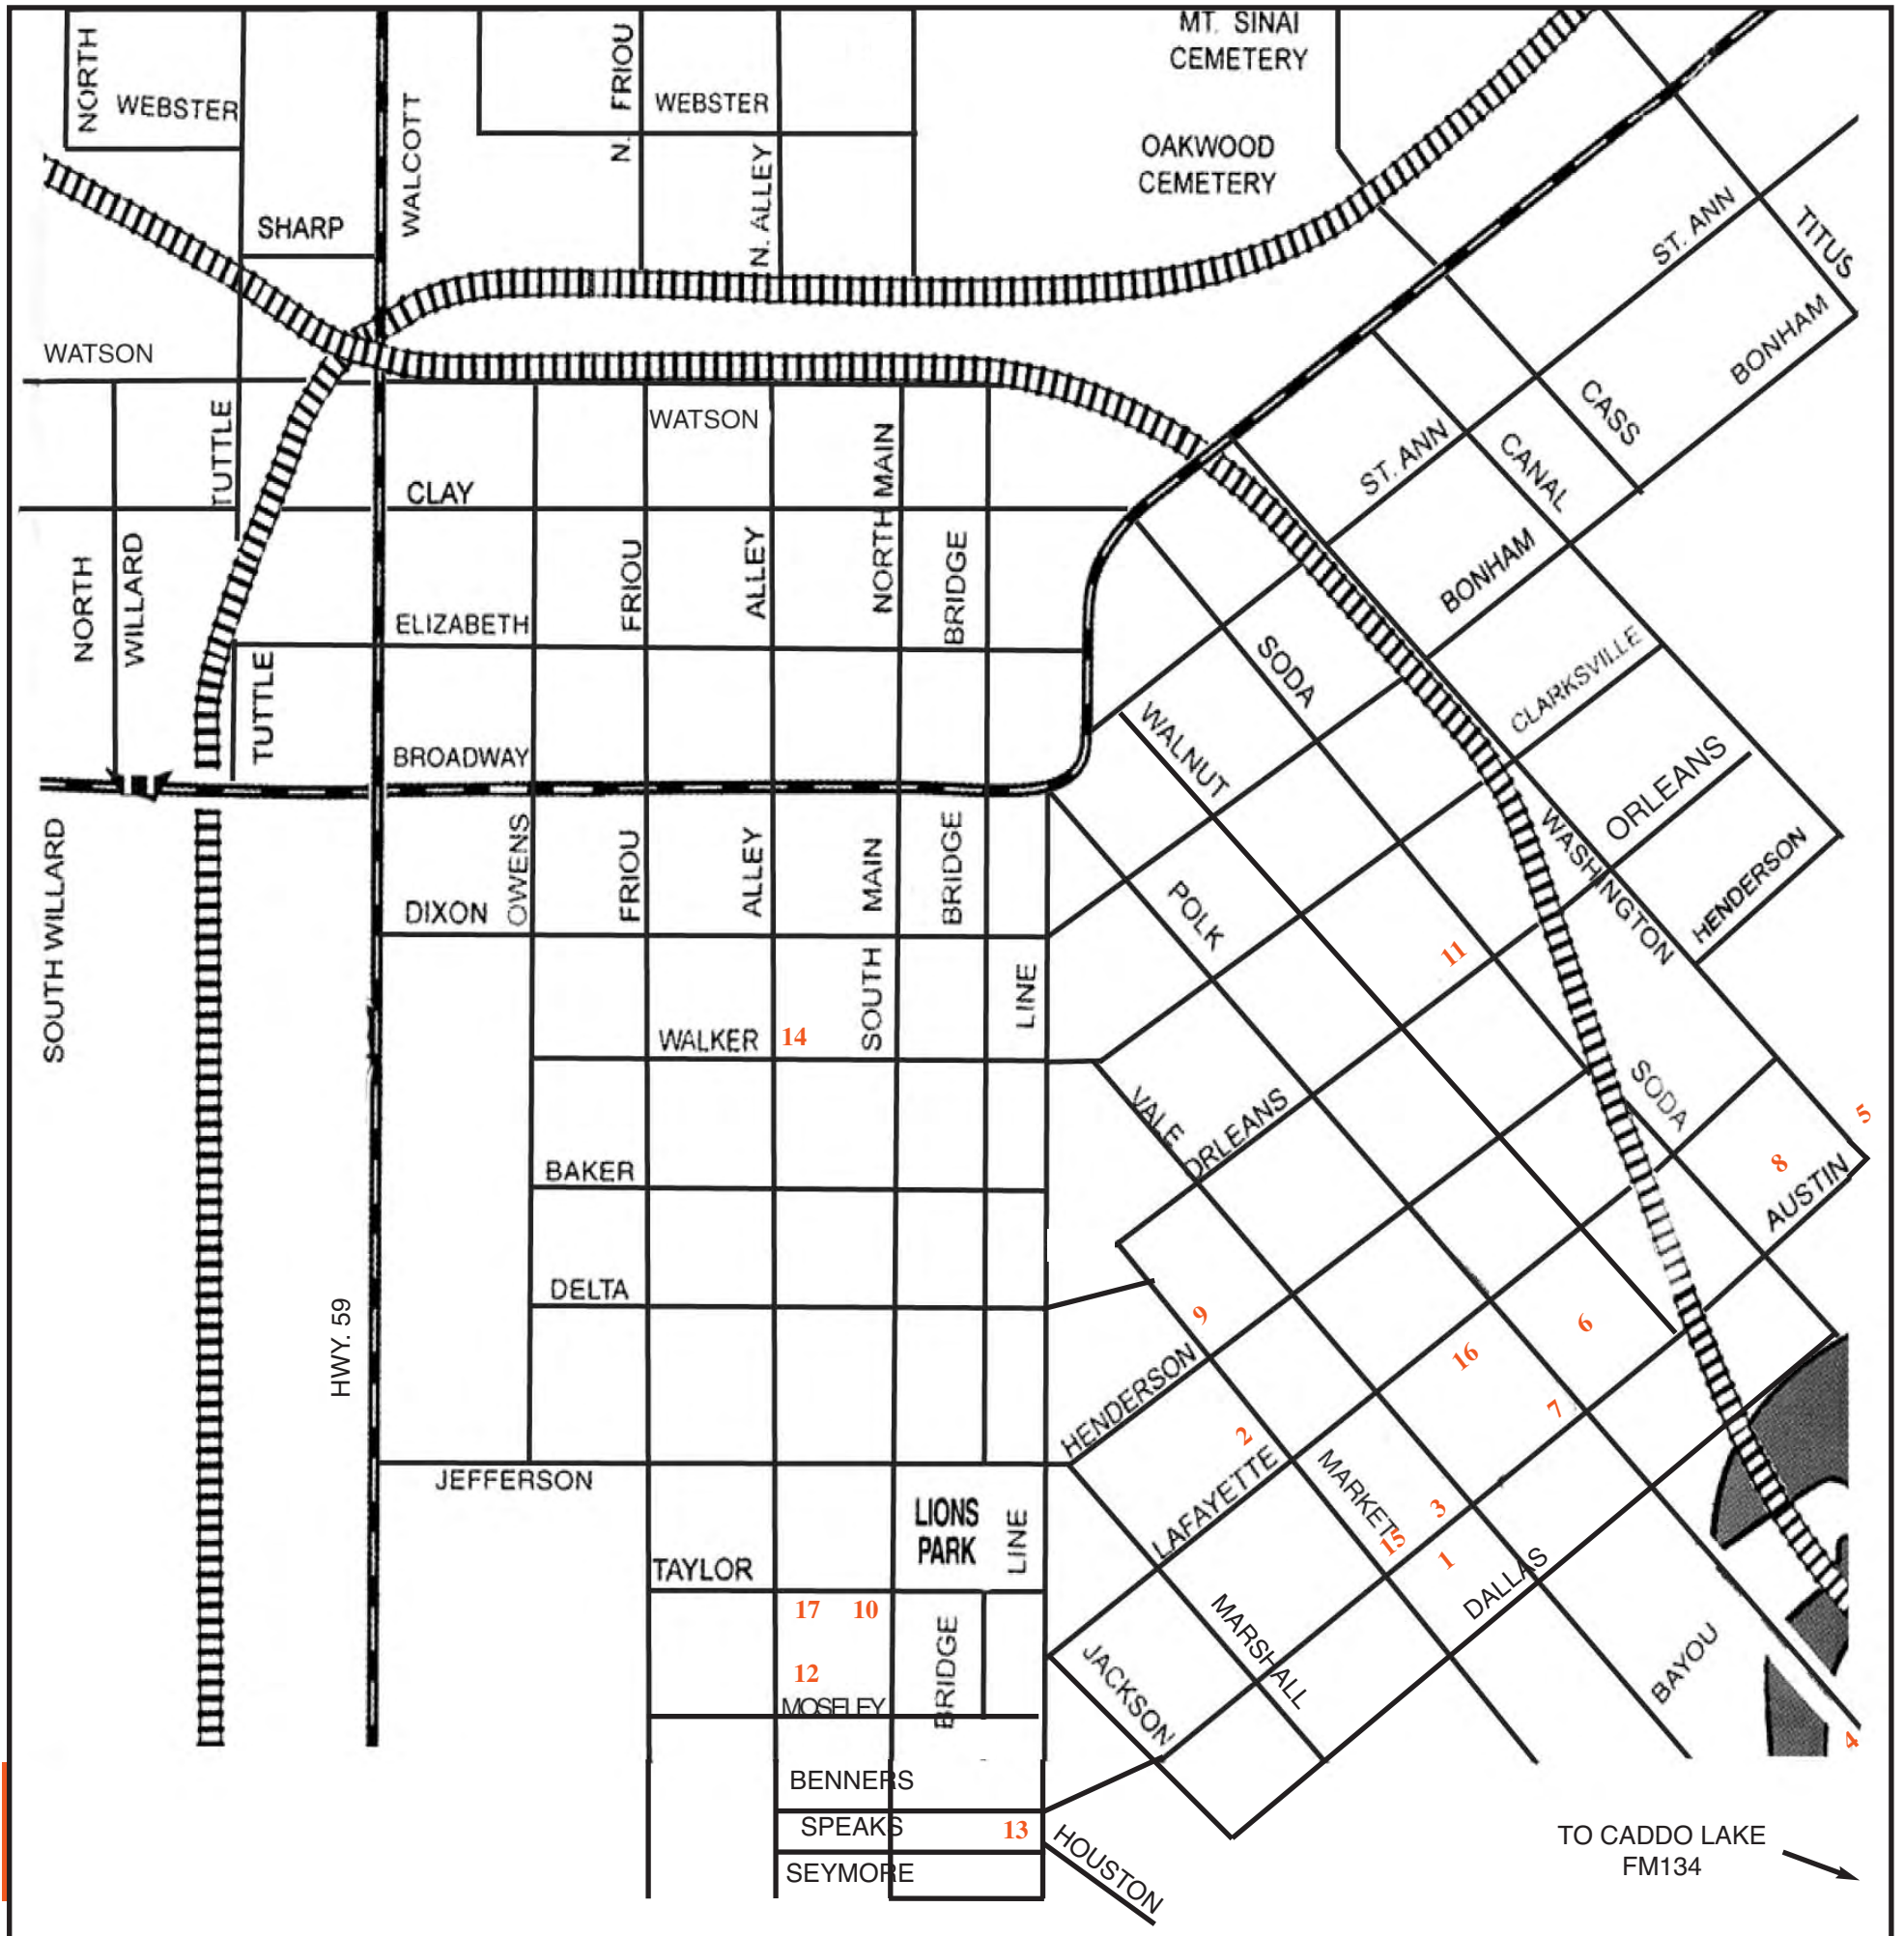 MT. SINAI
CEMETERY
NORTH
WEBSTER
WALCOTT
N. FRIOU
WEBSTER
N. ALLEY
OAKWOOD
CEMETERY
SHARP
ST. ANN
TITUS
WATSON
BONHAM
TUTTLE
WATSON
CASS
CLAY
NORTH MAIN
ST. ANN
CANAL
NORTH
WILLARD
ELIZABETH
FRIOU
ALLEY
BRIDGE
BONHAM
SODA
CLARKSVILLE
TUTTLE
BROADWAY
WALNUT
ORLEANS
WASHINGTON
HENDERSON
SOUTH WILLARD
DIXON
OWENS
FRIOU
ALLEY
SOUTH MAIN
BRIDGE
POLK
11
LINE
WALKER
14
VALE
ORLEANS
SODA
5
8
AUSTIN
BAKER
DELTA
HWY. 59
9
HENDERSON
16
6
7
2
LAFAYETTE
MARKET
JEFFERSON
LIONS
PARK
LINE
3
15
1
DALLAS
TAYLOR
17
10
12
MOSELEY
BRIDGE
JACKSON
MARSHALL
BAYOU
4
BENNERS
SPEAKS
13
HOUSTON
SEYMORE
TO CADDO LAKE
FM134